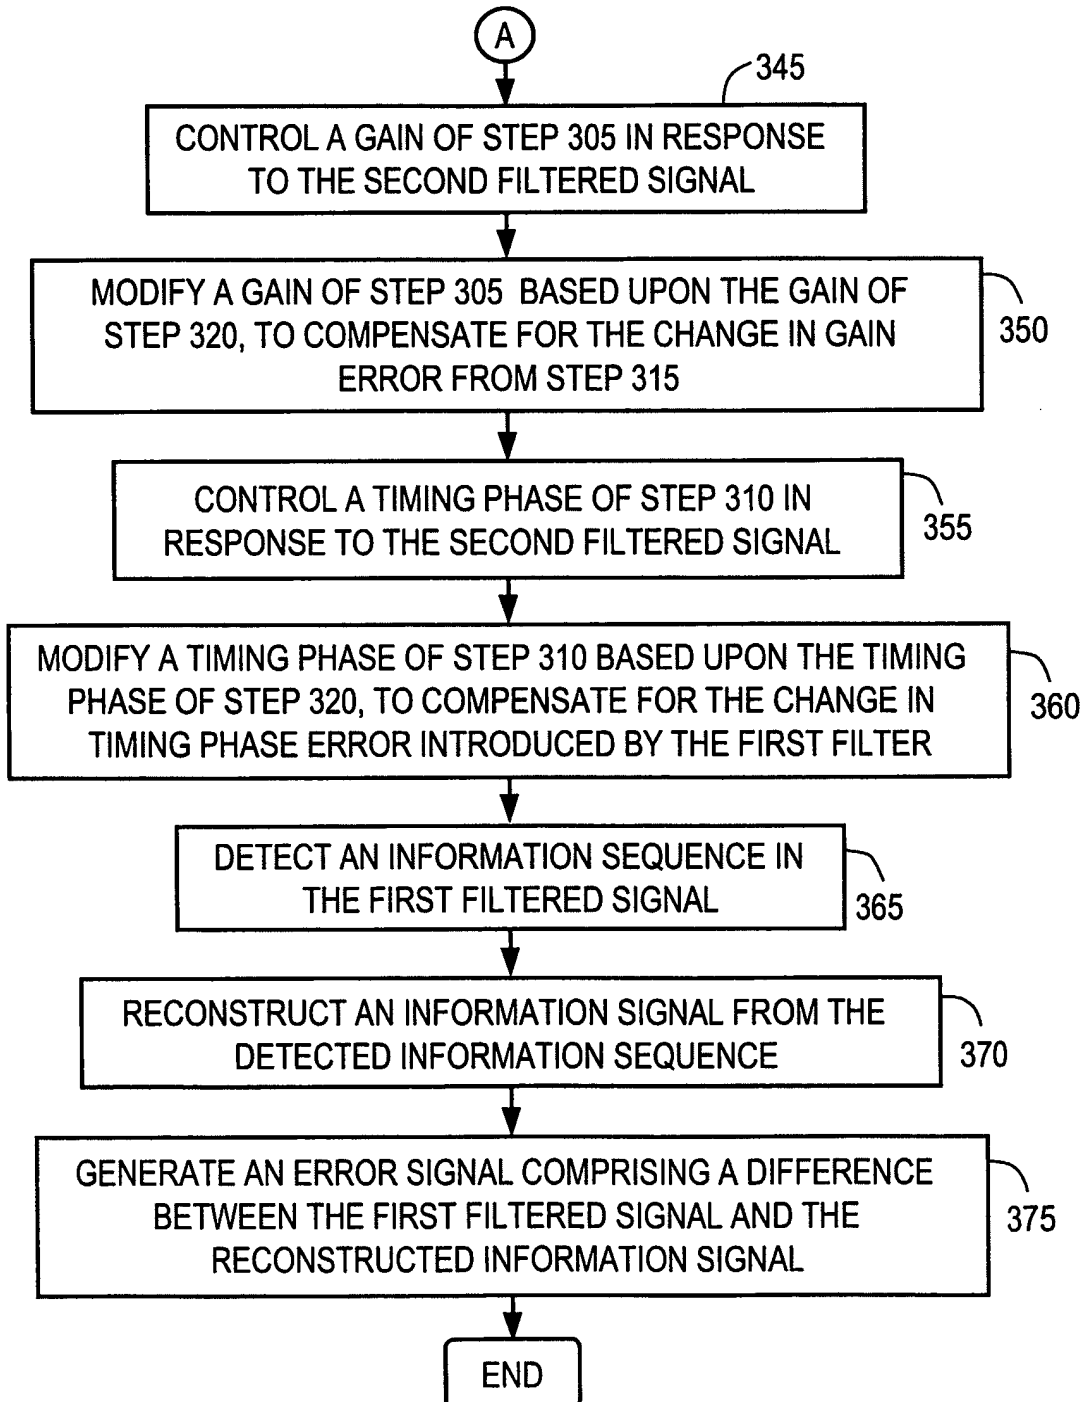 A
345
CONTROL A GAIN OF STEP 305 IN RESPONSE
TO THE SECOND FILTERED SIGNAL
MODIFY A GAIN OF STEP 305 BASED UPON THE GAIN OF
STEP 320, TO COMPENSATE FOR THE CHANGE IN GAIN
ERROR FROM STEP 315
350
CONTROL A TIMING PHASE OF STEP 310 IN
RESPONSE TO THE SECOND FILTERED SIGNAL
355
MODIFY A TIMING PHASE OF STEP 310 BASED UPON THE TIMING
PHASE OF STEP 320, TO COMPENSATE FOR THE CHANGE IN
TIMING PHASE ERROR INTRODUCED BY THE FIRST FILTER
360
DETECT AN INFORMATION SEQUENCE IN
THE FIRST FILTERED SIGNAL
365
RECONSTRUCT AN INFORMATION SIGNAL FROM THE
DETECTED INFORMATION SEQUENCE
370
GENERATE AN ERROR SIGNAL COMPRISING A DIFFERENCE
BETWEEN THE FIRST FILTERED SIGNAL AND THE
RECONSTRUCTED INFORMATION SIGNAL
375
END